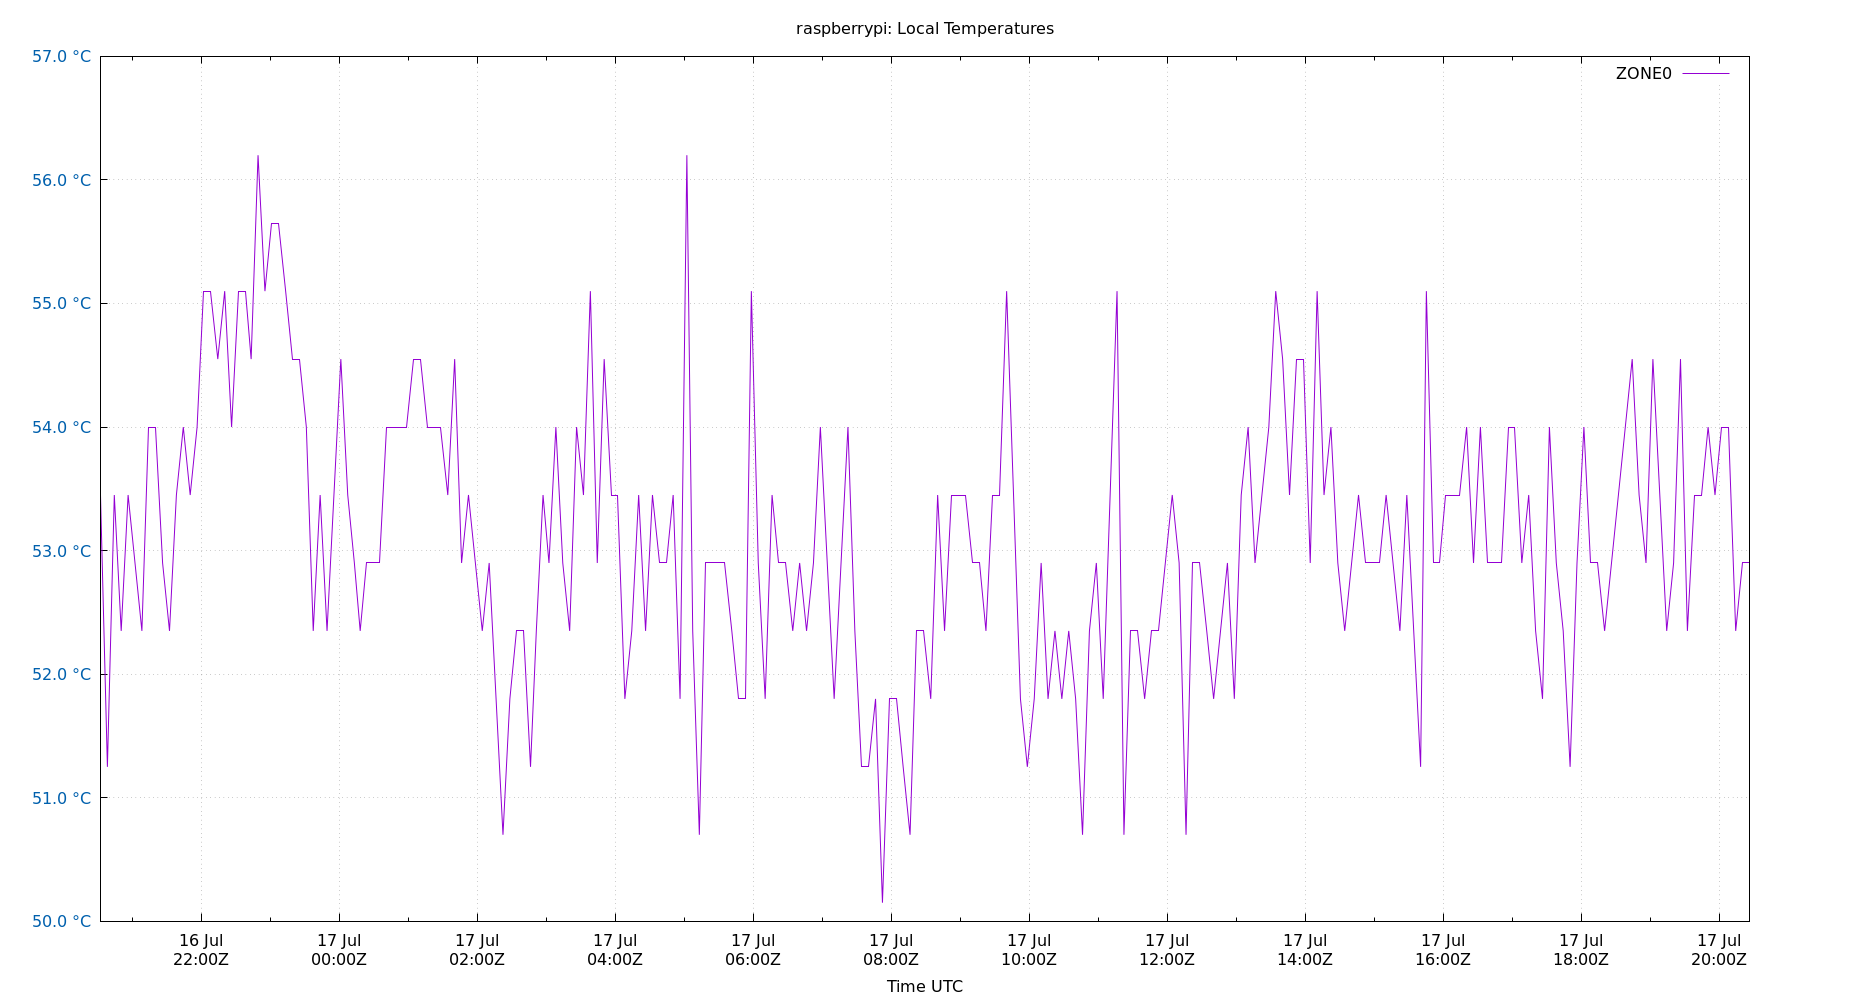 raspberrypi: Local Temperatures
57.0 °C
ZONE0
56.0 °C
55.0 °C
54.0 °C
53.0 °C
52.0 °C
51.0 °C
50.0 °C
16 Jul 17 Jul 17 Jul 17 Jul 17 Jul 17 Jul 17 Jul 17 Jul 17 Jul 17 Jul 17 Jul 17 Jul
22:00Z 00:00Z 02:00Z 04:00Z 06:00Z 08:00Z 10:00Z 12:00Z 14:00Z 16:00Z 18:00Z 20:00Z
Time UTC